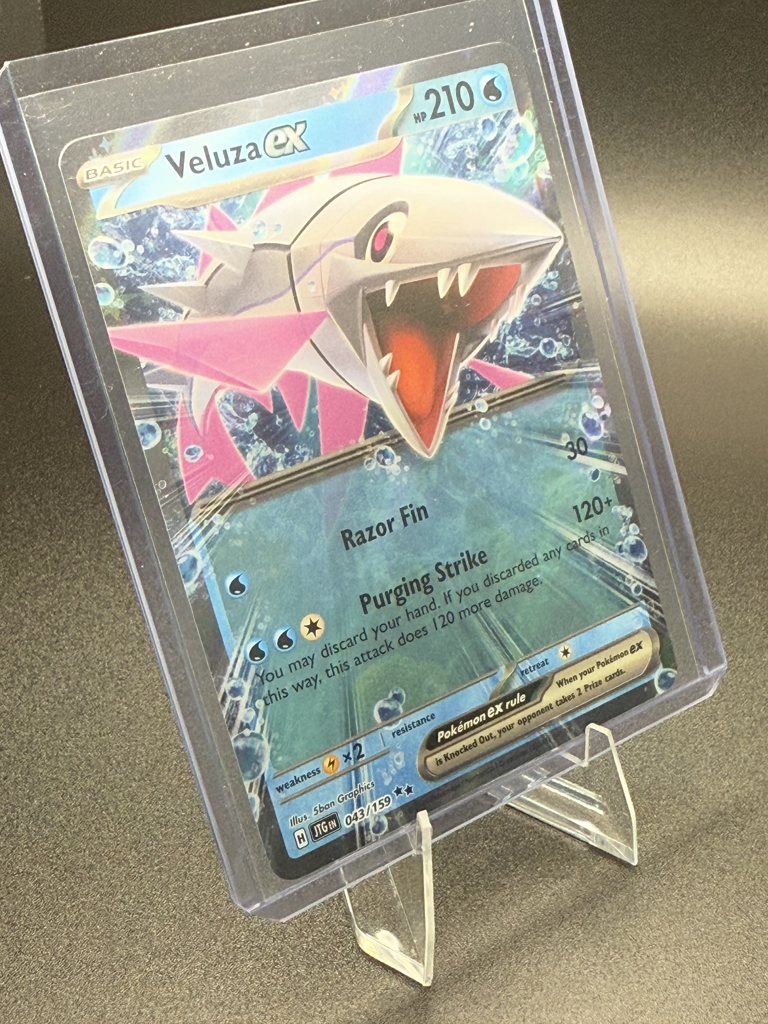 BASIC Veluza ex HP 210
Razor Fin 30
Purging Strike 120+
You may discard your hand. If you discarded any cards in
this way, this attack does 120 more damage.
weakness ×2 resistance retreat
Pokémon ex rule When your Pokémon ex
is Knocked Out, your opponent takes 2 Prize cards.
Illus. 5ban Graphics
H JTG EN 043/159